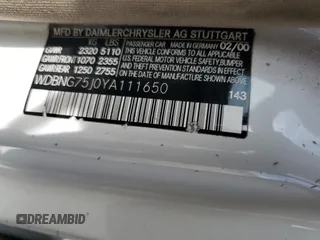 MFD BY DAIMLERCHRYSLER AG STUTTGART
PASSENGER CAR MADE IN GERMANY 02/00
GVWR 2320 5110
GAWR/FRONT 1070 2355
GAWR/REAR 1250 2755
THIS VEHICLE CONFORMS TO ALL
APPLICABLE U.S. FEDERAL MOTOR
VEHICLE SAFETY, BUMPER
AND THEFT PREVENTION
STANDARDS IN EFFECT ON THE DATE OF
MANUFACTURE SHOWN ABOVE
WDBNG75J0YA111650
143
DREAMBID